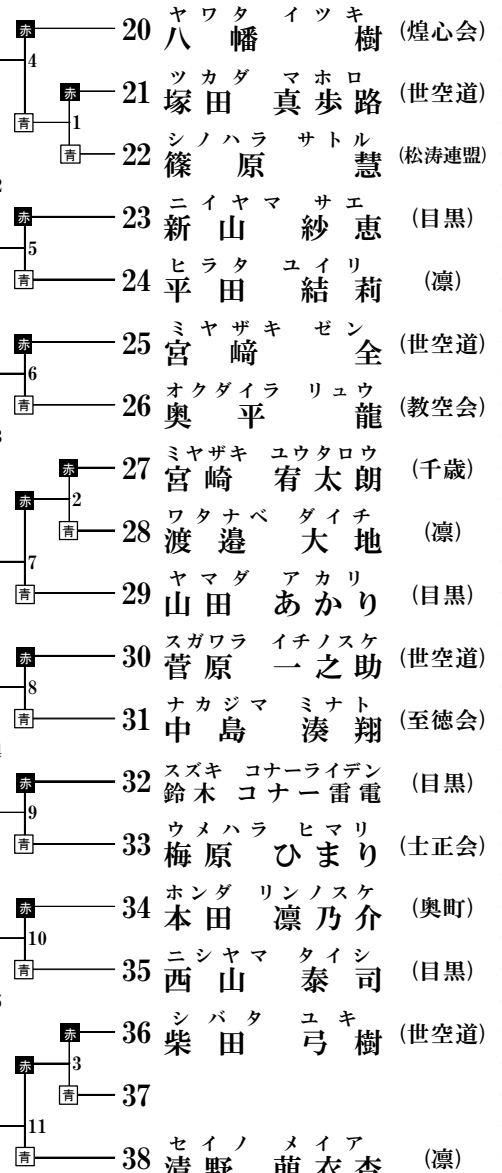 ヤワタ イツキ
赤 20 八幡 樹 (煌心会)
4
ツカダ マホロ
赤 21 塚田 真歩路 (世空道)
青 1
シノハラ サトル
青 22 篠原 慧 (松涛連盟)
ニイヤマ サエ
赤 23 新山 紗恵 (目黒)
5
ヒラタ ユイリ
青 24 平田 結莉 (凛)
ミヤザキ ゼン
赤 25 宮﨑 全 (世空道)
6
オクダイラ リュウ
青 26 奥平 龍 (教空会)
ミヤザキ ユウタロウ
赤 27 宮崎 宥太朗 (千歳)
赤 2
ワタナベ ダイチ
青 28 渡邉 大地 (凛)
7
ヤマダ アカリ
青 29 山田 あかり (目黒)
スガワラ イチノスケ
赤 30 菅原 一之助 (世空道)
8
ナカジマ ミナト
青 31 中島 湊翔 (至徳会)
スズキ コナーライデン
赤 32 鈴木 コナー雷電 (目黒)
9
ウメハラ ヒマリ
青 33 梅原 ひまり (士正会)
ホンダ リンノスケ
赤 34 本田 凛乃介 (奥町)
10
ニシヤマ タイシ
青 35 西山 泰司 (目黒)
シバタ ユキ
赤 36 柴田 弓樹 (世空道)
赤 3
青 37
11
セイノ メイア
青 38 清野 萌衣杏 (凛)